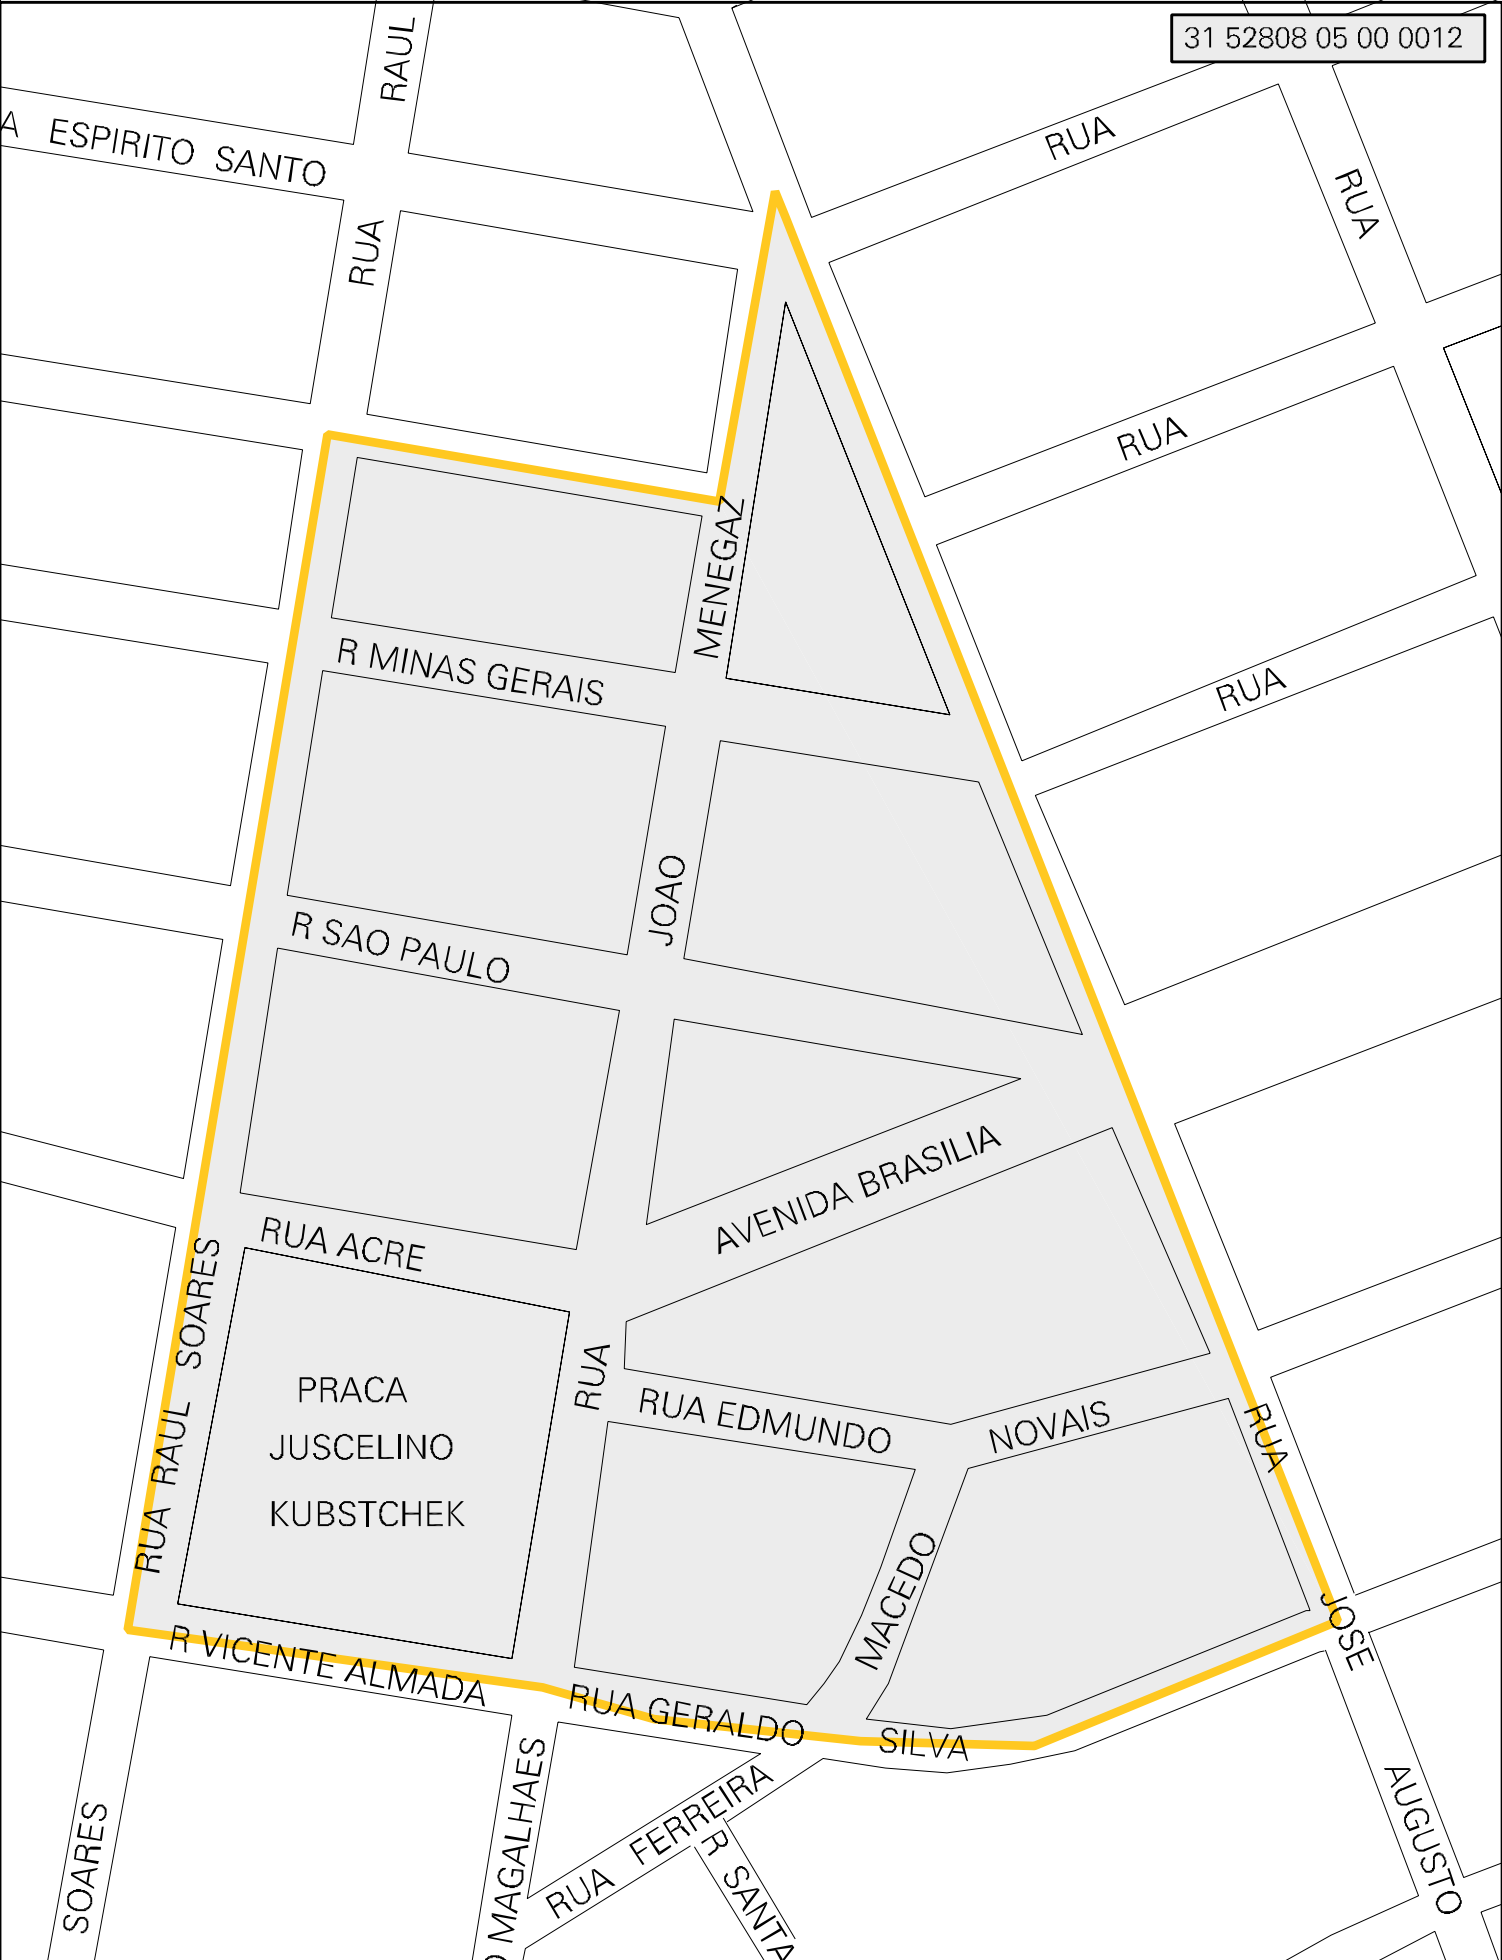 31 52808 05 00 0012
RAUL
ESPIRITO SANTO
RUA
RUA
RUA
RUA
RUA
MENEGAZ
R MINAS GERAIS
JOAO
R SAO PAULO
AVENIDA BRASILIA
RUA ACRE
RUA RAUL SOARES
PRACA
JUSCELINO
KUBSTCHEK
RUA
RUA EDMUNDO NOVAIS
RUA
MACEDO
JOSE
R VICENTE ALMADA
RUA GERALDO SILVA
AUGUSTO
SOARES
MAGALHAES
RUA FERREIRA
R SANTA